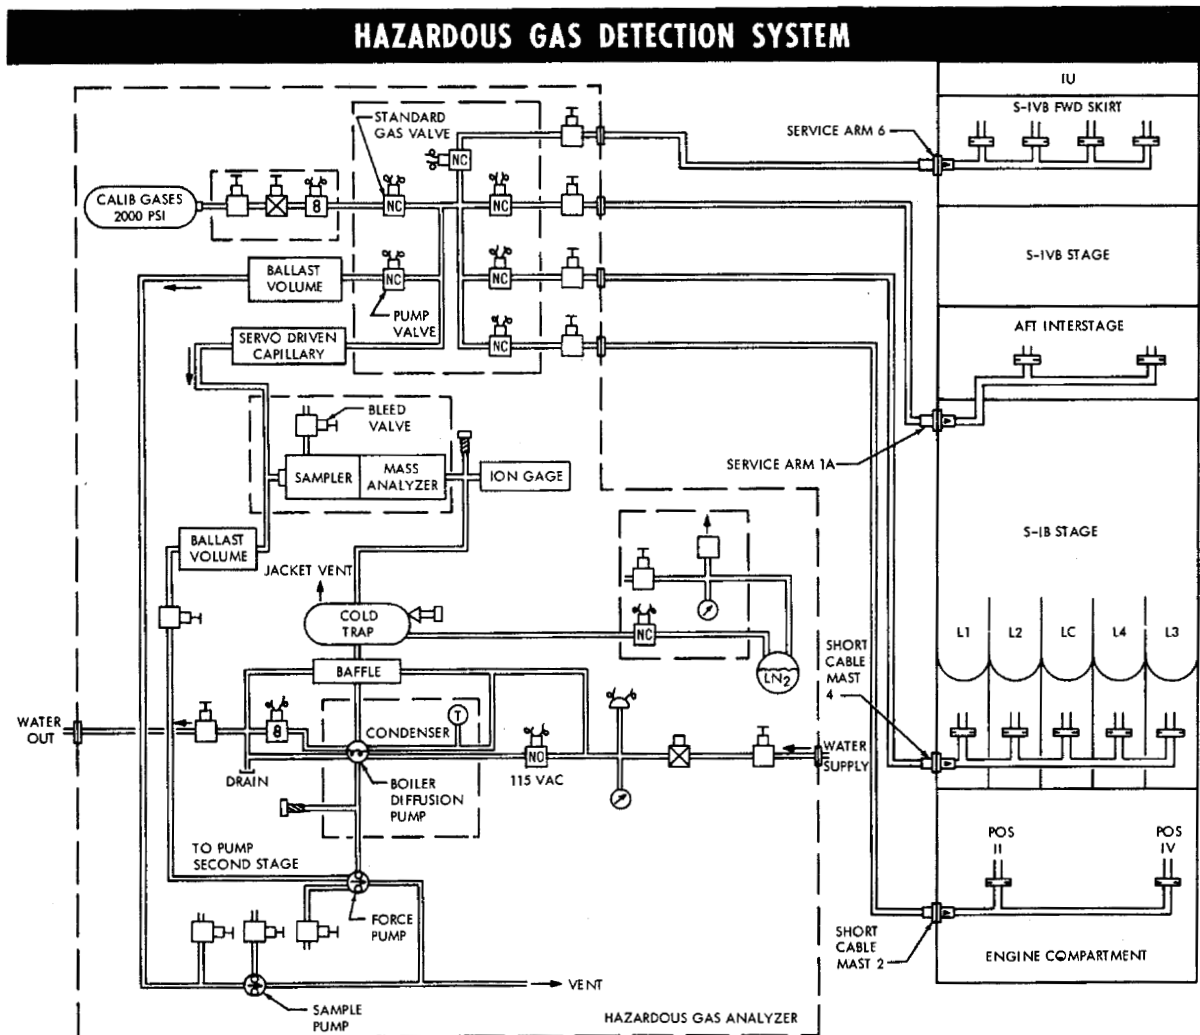 HAZARDOUS GAS DETECTION SYSTEM
IU
S-IVB FWD SKIRT
STANDARD
GAS VALVE
SERVICE ARM 6
NC
CALIB GASES
2000 PSI
8
NC
NC
S-IVB STAGE
BALLAST
VOLUME
NC
NC
PUMP
VALVE
AFT INTERSTAGE
SERVO DRIVEN
CAPILLARY
NC
BLEED
VALVE
SERVICE ARM 1A
SAMPLER
MASS
ANALYZER
ION GAGE
S-IB STAGE
BALLAST
VOLUME
JACKET VENT
COLD
TRAP
NC
L1
L2
LC
L4
L3
SHORT
CABLE
MAST
4
BAFFLE
LN2
WATER
OUT
8
CONDENSER
T
NO
115 VAC
WATER
SUPPLY
DRAIN
BOILER
DIFFUSION
PUMP
TO PUMP
SECOND STAGE
POS
II
POS
IV
FORCE
PUMP
SHORT
CABLE
MAST 2
ENGINE COMPARTMENT
VENT
SAMPLE
PUMP
HAZARDOUS GAS ANALYZER